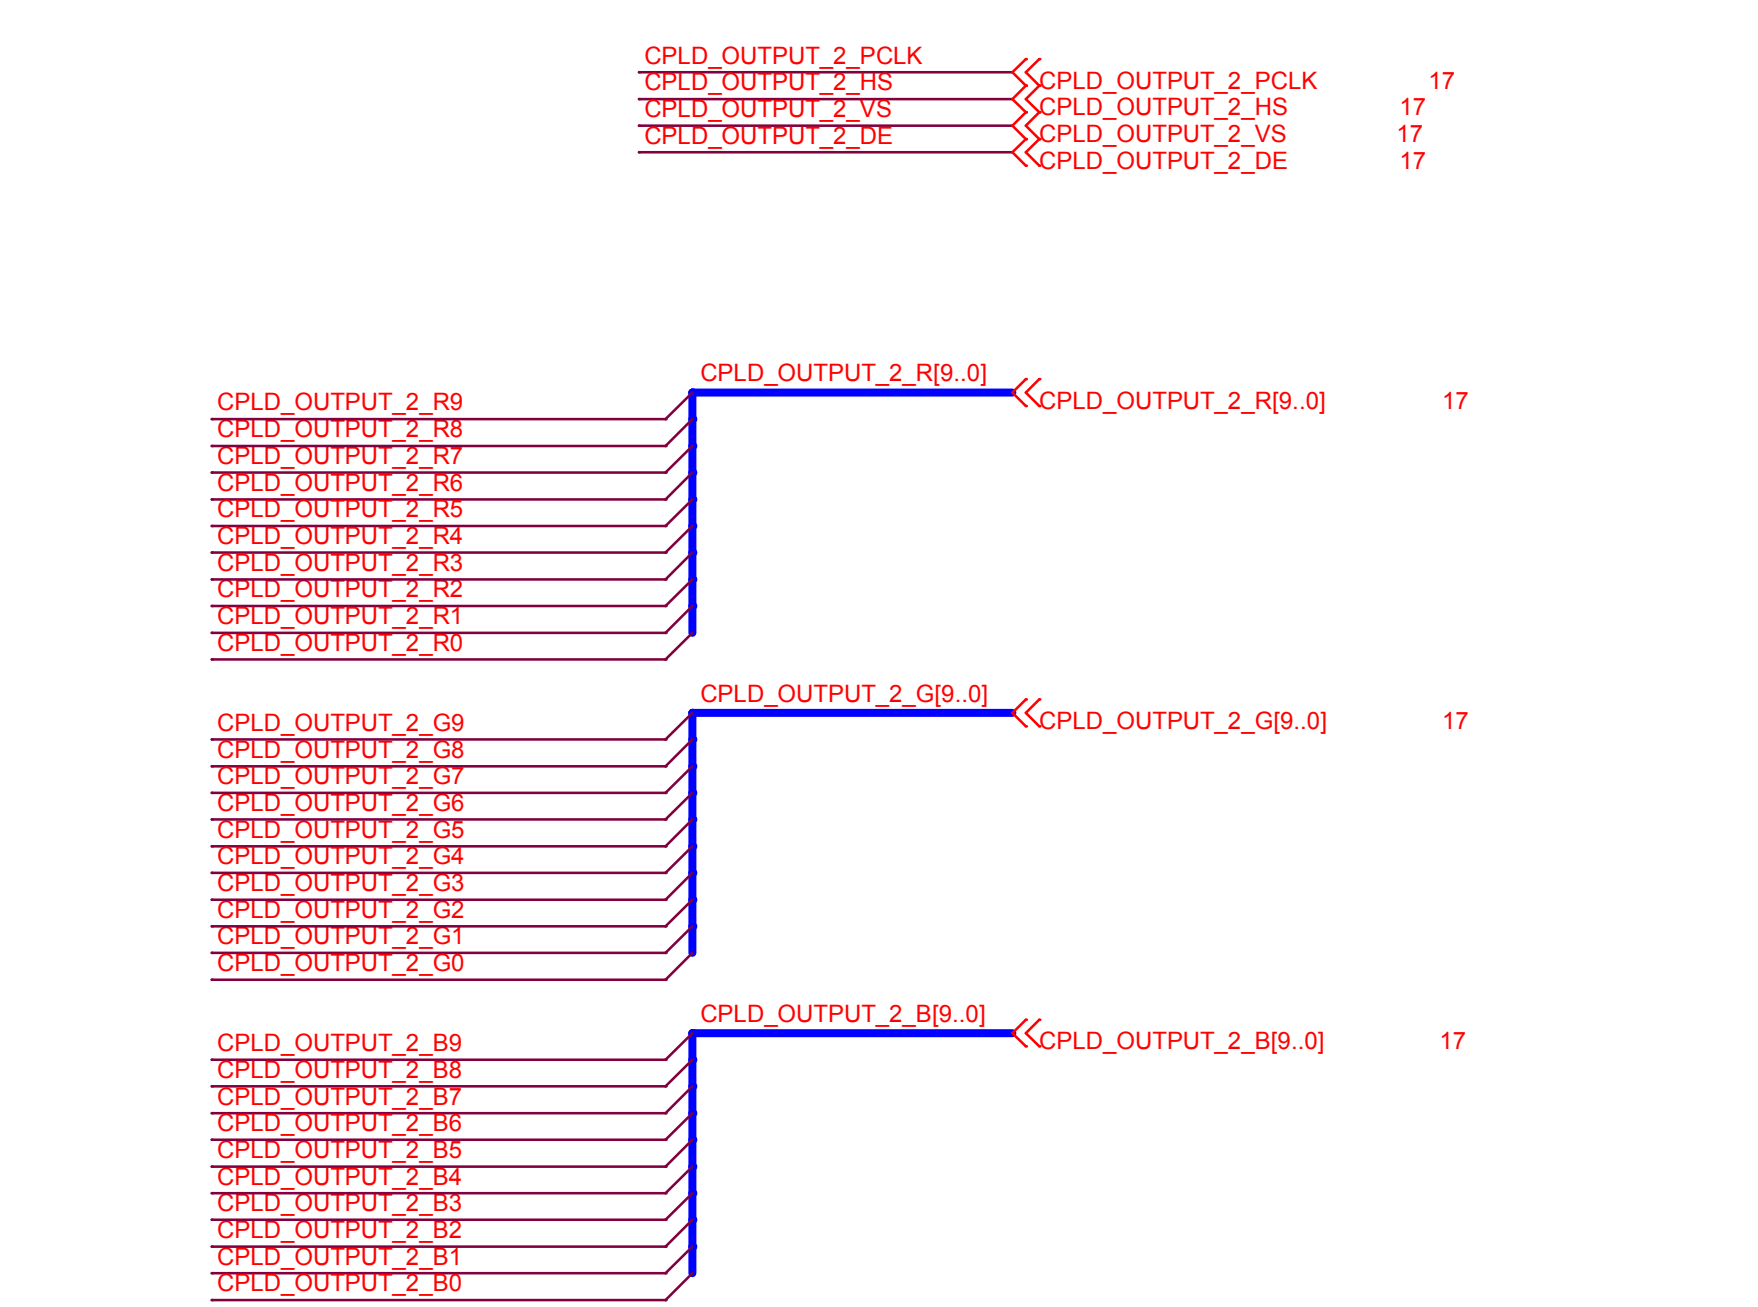 CPLD_OUTPUT_2_PCLK
CPLD_OUTPUT_2_PCLK 17
CPLD_OUTPUT_2_HS
CPLD_OUTPUT_2_HS 17
CPLD_OUTPUT_2_VS
CPLD_OUTPUT_2_VS 17
CPLD_OUTPUT_2_DE
CPLD_OUTPUT_2_DE 17
CPLD_OUTPUT_2_R[9..0]
CPLD_OUTPUT_2_R[9..0] 17
CPLD_OUTPUT_2_R9
CPLD_OUTPUT_2_R8
CPLD_OUTPUT_2_R7
CPLD_OUTPUT_2_R6
CPLD_OUTPUT_2_R5
CPLD_OUTPUT_2_R4
CPLD_OUTPUT_2_R3
CPLD_OUTPUT_2_R2
CPLD_OUTPUT_2_R1
CPLD_OUTPUT_2_R0
CPLD_OUTPUT_2_G[9..0]
CPLD_OUTPUT_2_G[9..0] 17
CPLD_OUTPUT_2_G9
CPLD_OUTPUT_2_G8
CPLD_OUTPUT_2_G7
CPLD_OUTPUT_2_G6
CPLD_OUTPUT_2_G5
CPLD_OUTPUT_2_G4
CPLD_OUTPUT_2_G3
CPLD_OUTPUT_2_G2
CPLD_OUTPUT_2_G1
CPLD_OUTPUT_2_G0
CPLD_OUTPUT_2_B[9..0]
CPLD_OUTPUT_2_B[9..0] 17
CPLD_OUTPUT_2_B9
CPLD_OUTPUT_2_B8
CPLD_OUTPUT_2_B7
CPLD_OUTPUT_2_B6
CPLD_OUTPUT_2_B5
CPLD_OUTPUT_2_B4
CPLD_OUTPUT_2_B3
CPLD_OUTPUT_2_B2
CPLD_OUTPUT_2_B1
CPLD_OUTPUT_2_B0